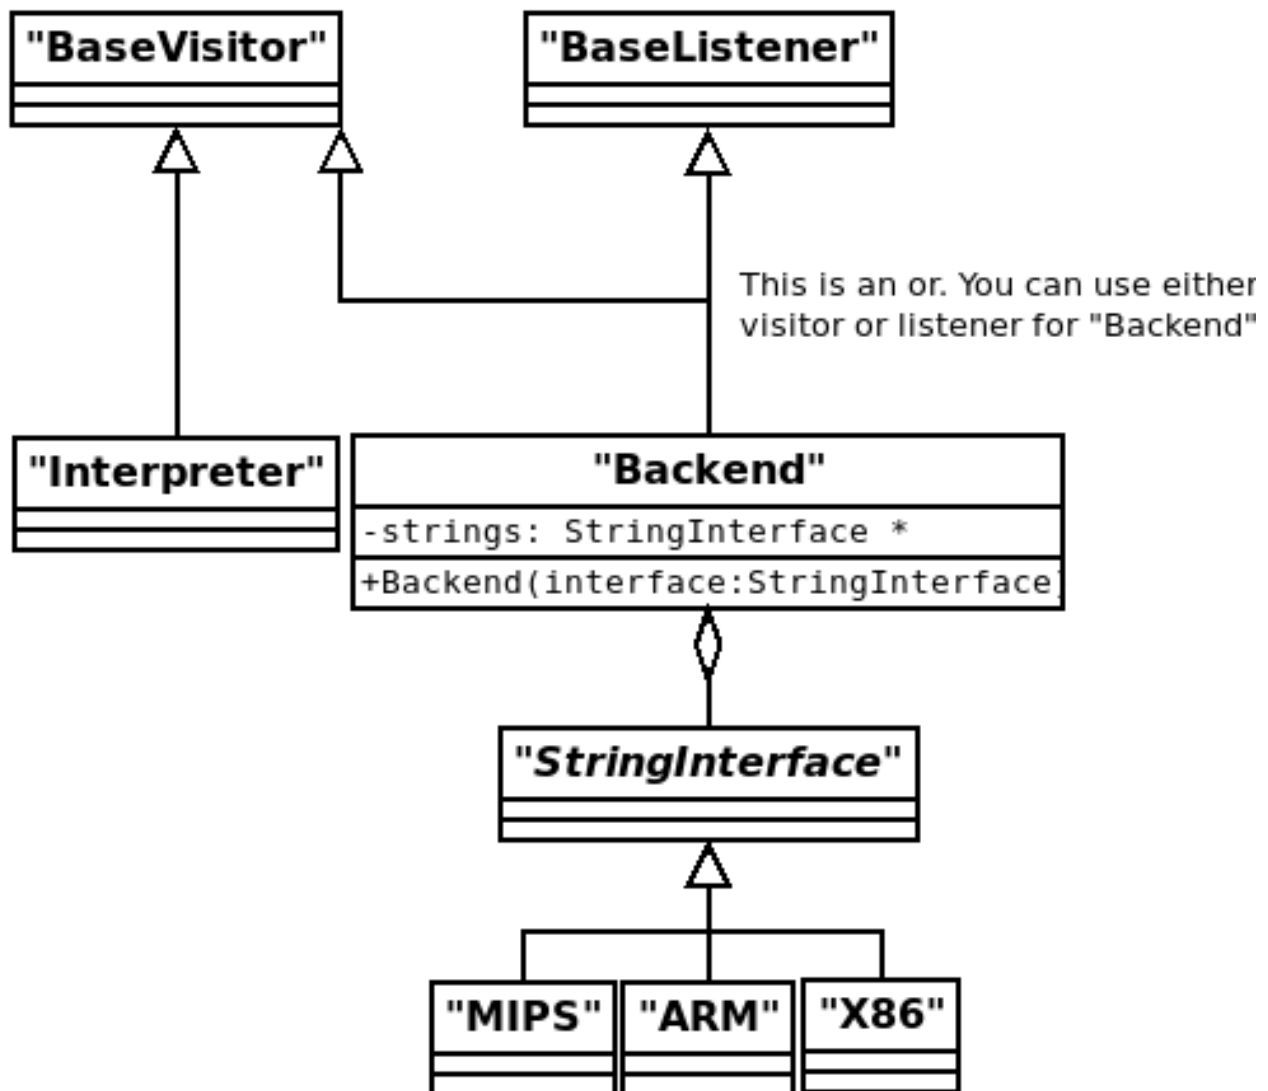 "BaseVisitor"
"BaseListener"
This is an or. You can use either
visitor or listener for "Backend"
"Interpreter"
"Backend"
-strings: StringInterface *
+Backend(interface:StringInterface)
"StringInterface"
"MIPS"
"ARM"
"X86"